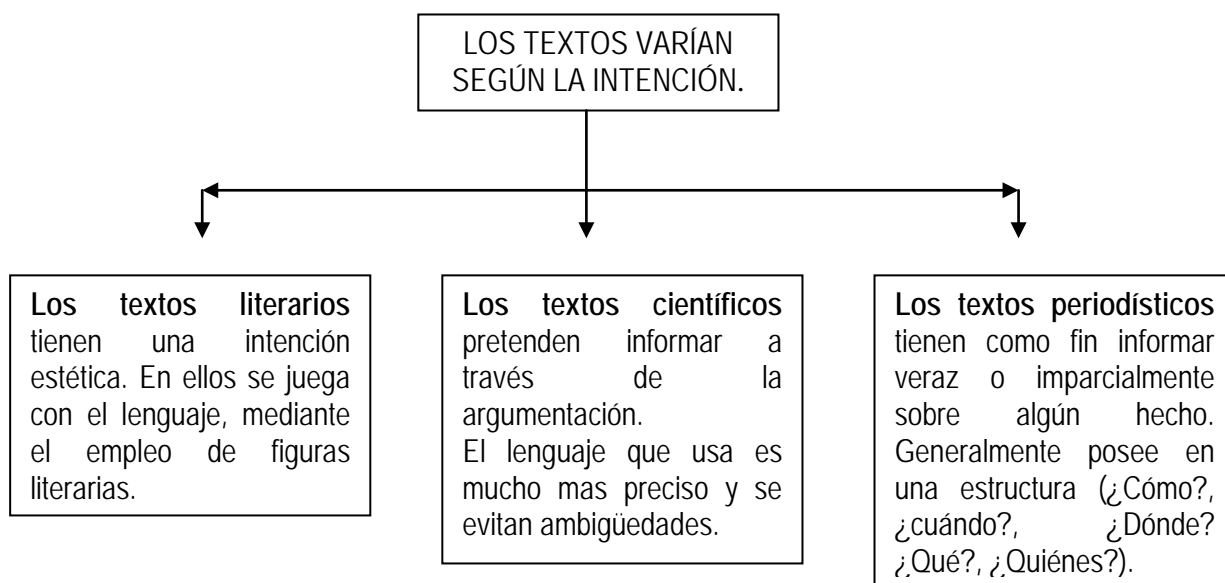 LOS TEXTOS VARÍAN
SEGÚN LA INTENCIÓN.
Los textos literarios
tienen una intención
estética. En ellos se juega
con el lenguaje, mediante
el empleo de figuras
literarias.
Los textos científicos
pretenden informar a
través de la
argumentación.
El lenguaje que usa es
mucho mas preciso y se
evitan ambigüedades.
Los textos periodísticos
tienen como fin informar
veraz o imparcialmente
sobre algún hecho.
Generalmente posee en
una estructura (¿Cómo?,
¿cuándo?, ¿Dónde?
¿Qué?, ¿Quiénes?).